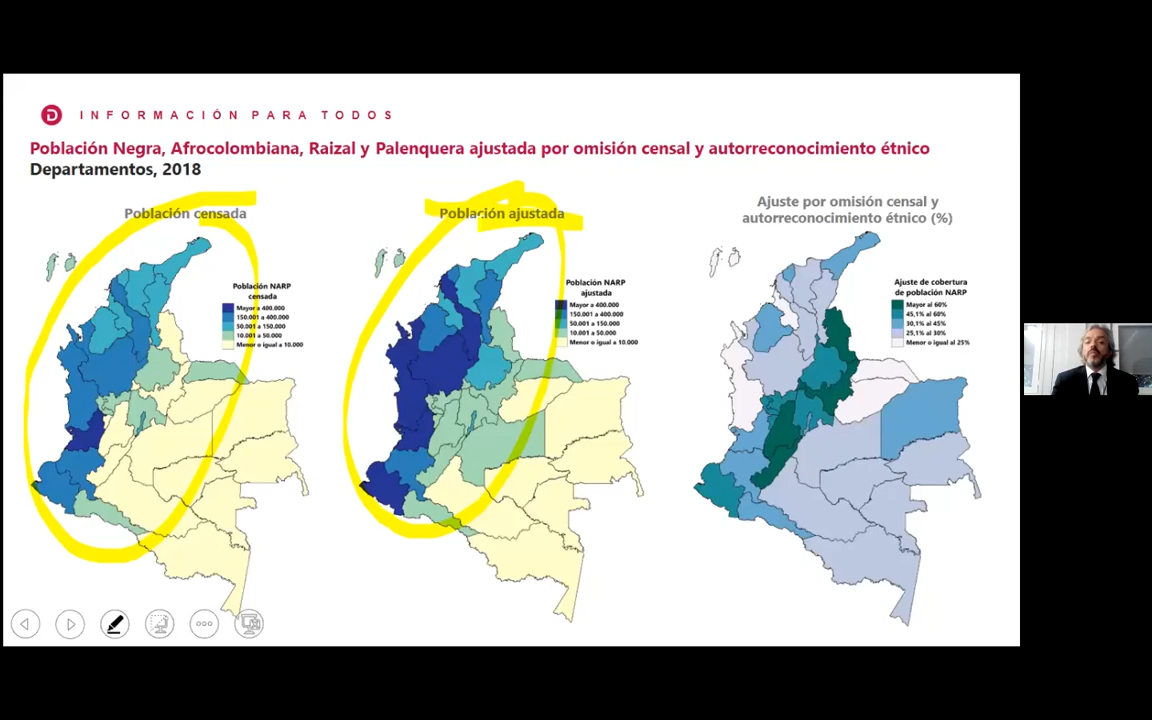 INFORMACIÓN PARA TODOS
Población Negra, Afrocolombiana, Raizal y Palenquera ajustada por omisión censal y autorreconocimiento étnico
Departamentos, 2018
Población censada
Población NARP
censada
Mayor a 400.000
150.001 a 400.000
50.001 a 150.000
10.001 a 50.000
Menor o igual a 10.000
Población ajustada
Población NARP
ajustada
Mayor a 400.000
150.001 a 400.000
50.001 a 150.000
10.001 a 50.000
Menor o igual a 10.000
Ajuste por omisión censal y
autorreconocimiento étnico (%)
Ajuste de cobertura
de población NARP
Mayor al 60%
45,1% al 60%
30,1% al 45%
25,1% al 30%
Menor o igual al 25%